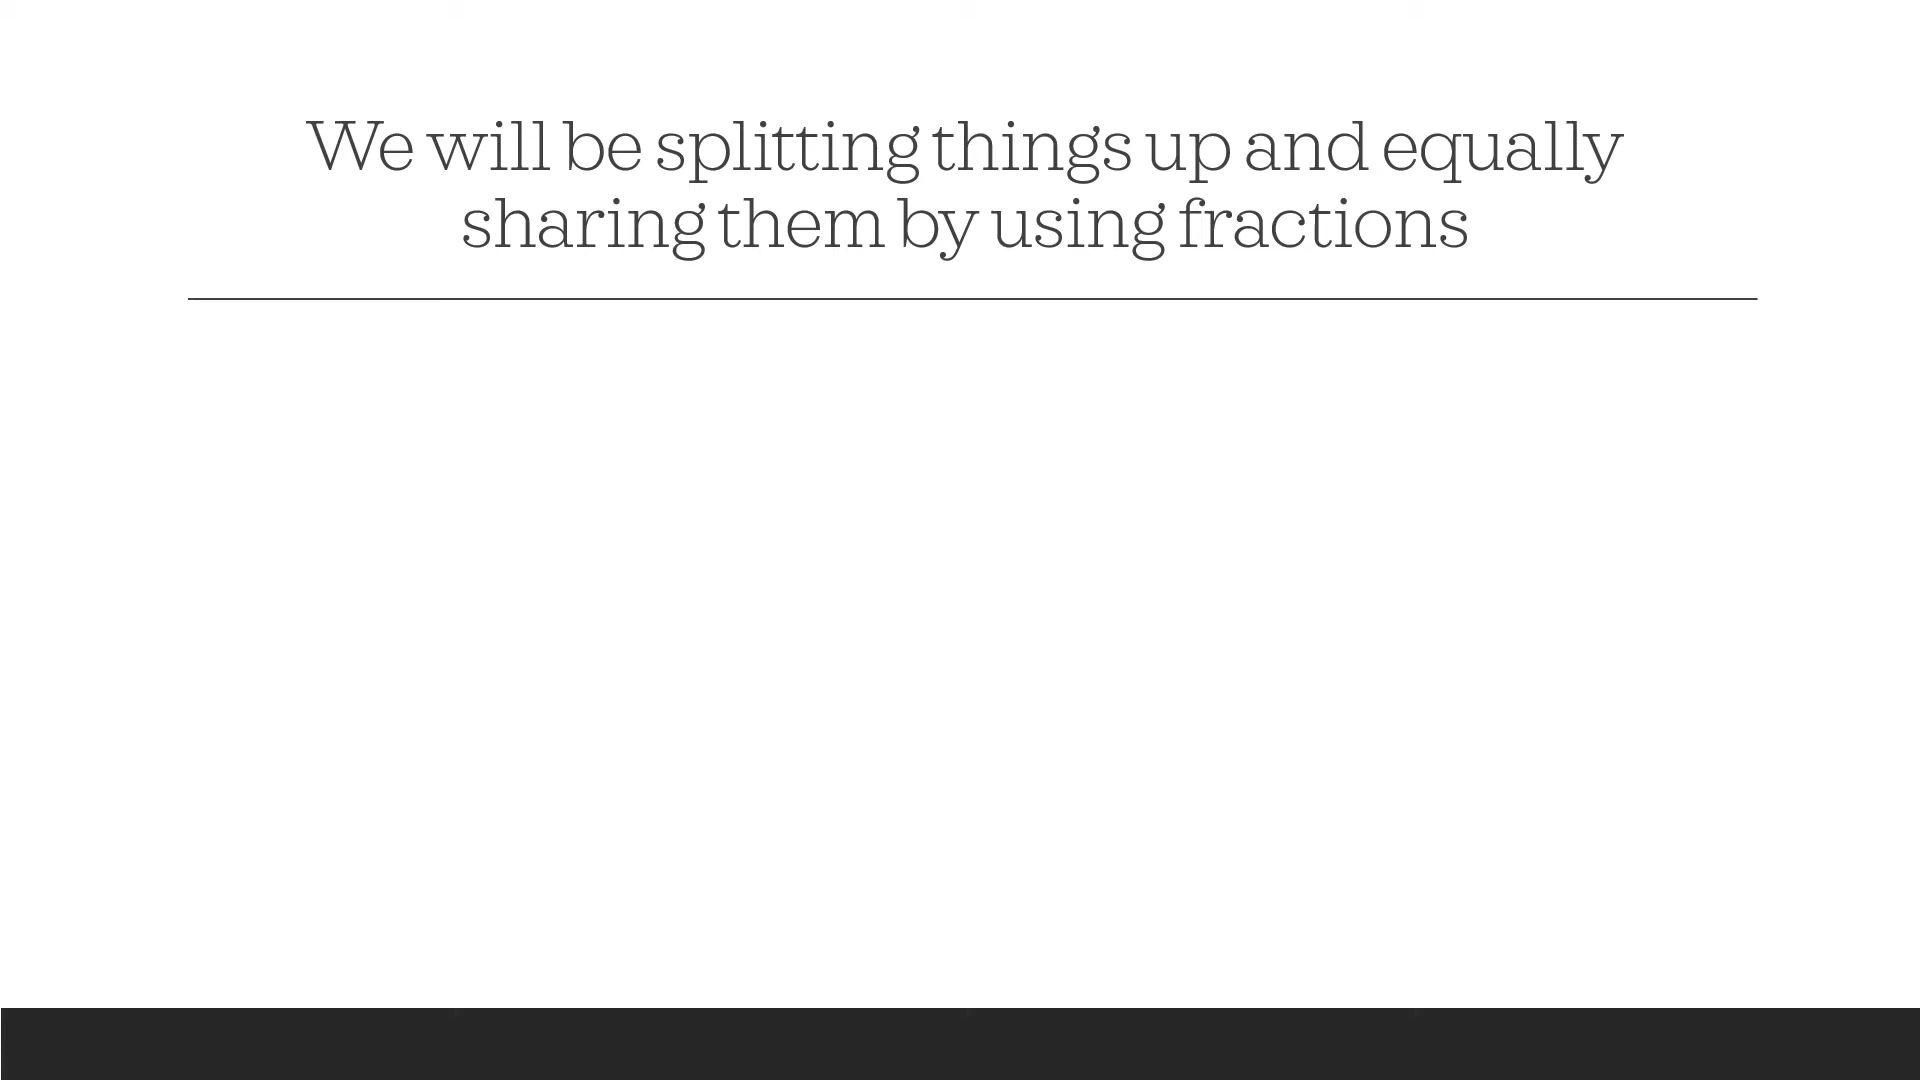 We will be splitting things up and equally
sharing them by using fractions